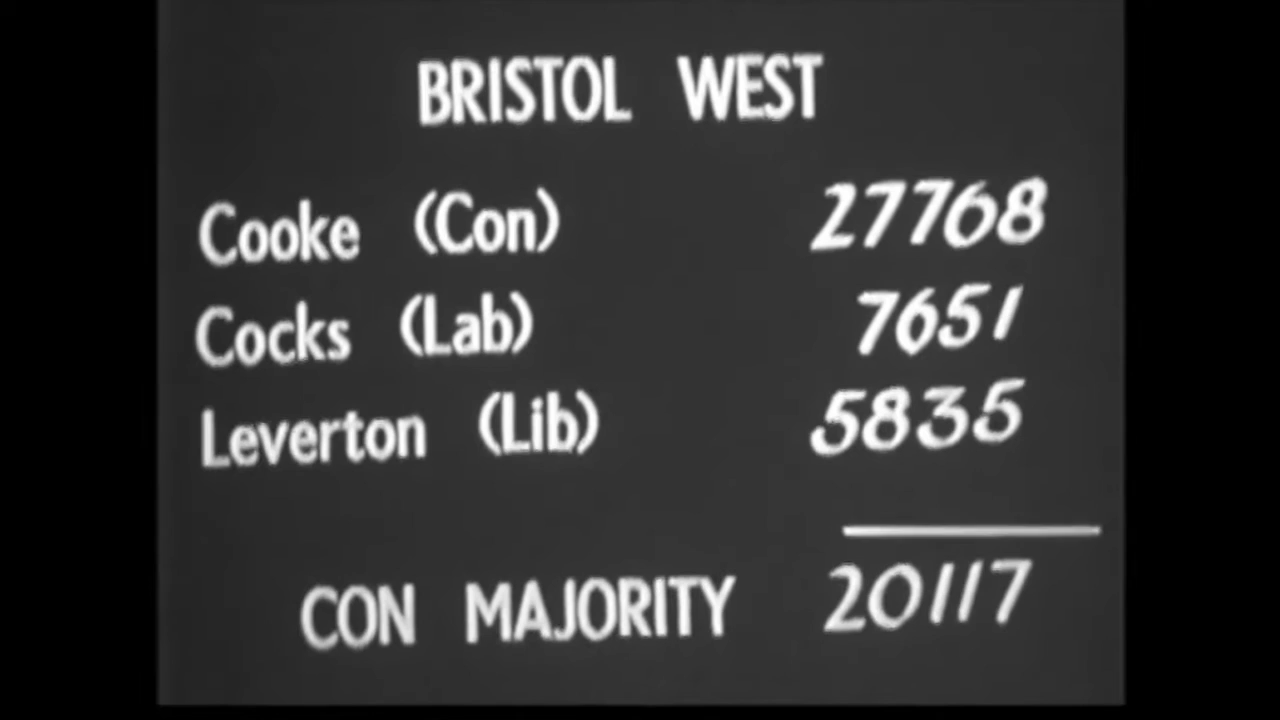 BRISTOL WEST
Cooke (Con) 27768
Cocks (Lab) 7651
Leverton (Lib) 5835
CON MAJORITY 20117